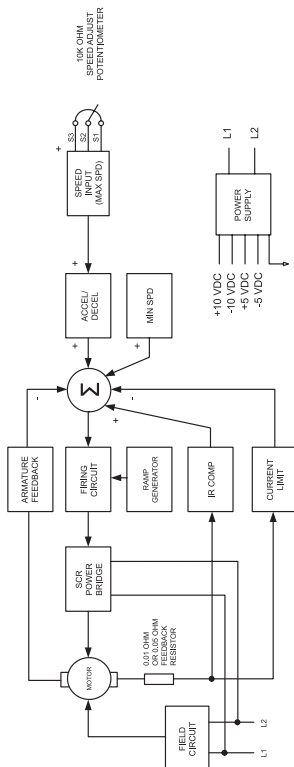 10K OHM
SPEED ADJUST
POTENTIOMETER
+
S3
S2
S1
SPEED
INPUT
(MAX SPD)
+
ACCEL/
DECEL
+
MIN SPD
+
Σ
-
ARMATURE
FEEDBACK
FIRING
CIRCUIT
RAMP
GENERATOR
+
IR COMP
-
CURRENT
LIMIT
SCR
POWER
BRIDGE
MOTOR
0.01 OHM
OR 0.05 OHM
FEEDBACK
RESISTOR
FIELD
CIRCUIT
L2
L1
L1
L2
POWER
SUPPLY
+10 VDC
-10 VDC
+5 VDC
-5 VDC